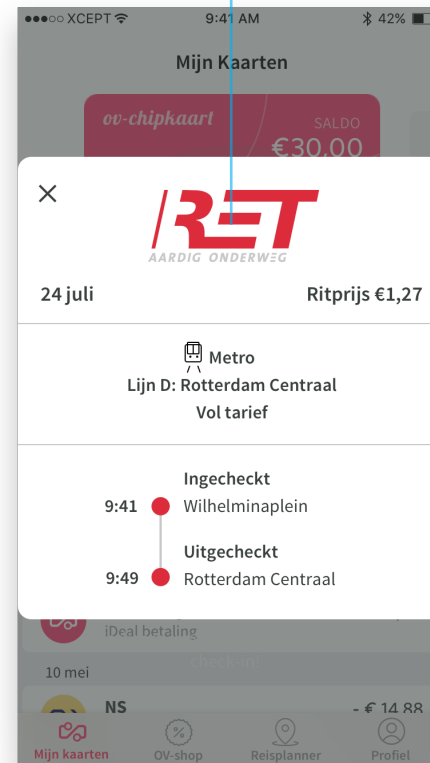 XCEPT 9:41 AM 42%
Mijn Kaarten
ov-chipkaart SALDO
€30,00
RET
AARDIG ONDERWEG
24 juli Ritprijs €1,27
Metro
Lijn D: Rotterdam Centraal
Vol tarief
Ingecheckt
9:41 Wilhelminaplein
Uitgecheckt
9:49 Rotterdam Centraal
iDeal betaling
check-in!
10 mei
NS - € 14,88
Mijn kaarten OV-shop Reisplanner Profiel